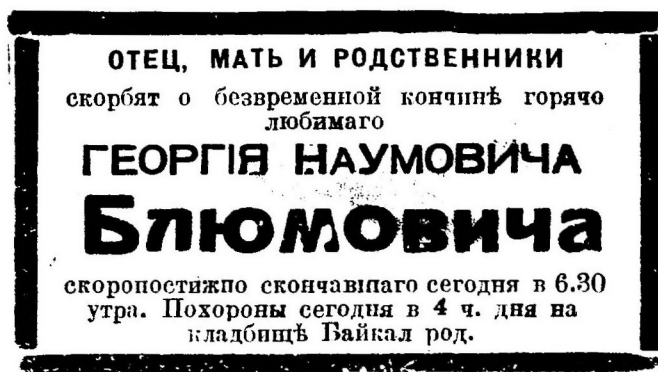 ОТЕЦ, МАТЬ И РОДСТВЕННИКИ
скорбят о безвременной кончинѣ горячо
любимаго
ГЕОРГІЯ НАУМОВИЧА
Блюмовича
скоропостижно скончавшаго сегодня в 6.30
утра. Похороны сегодня в 4 ч. дня на
кладбищѣ Байкал род.